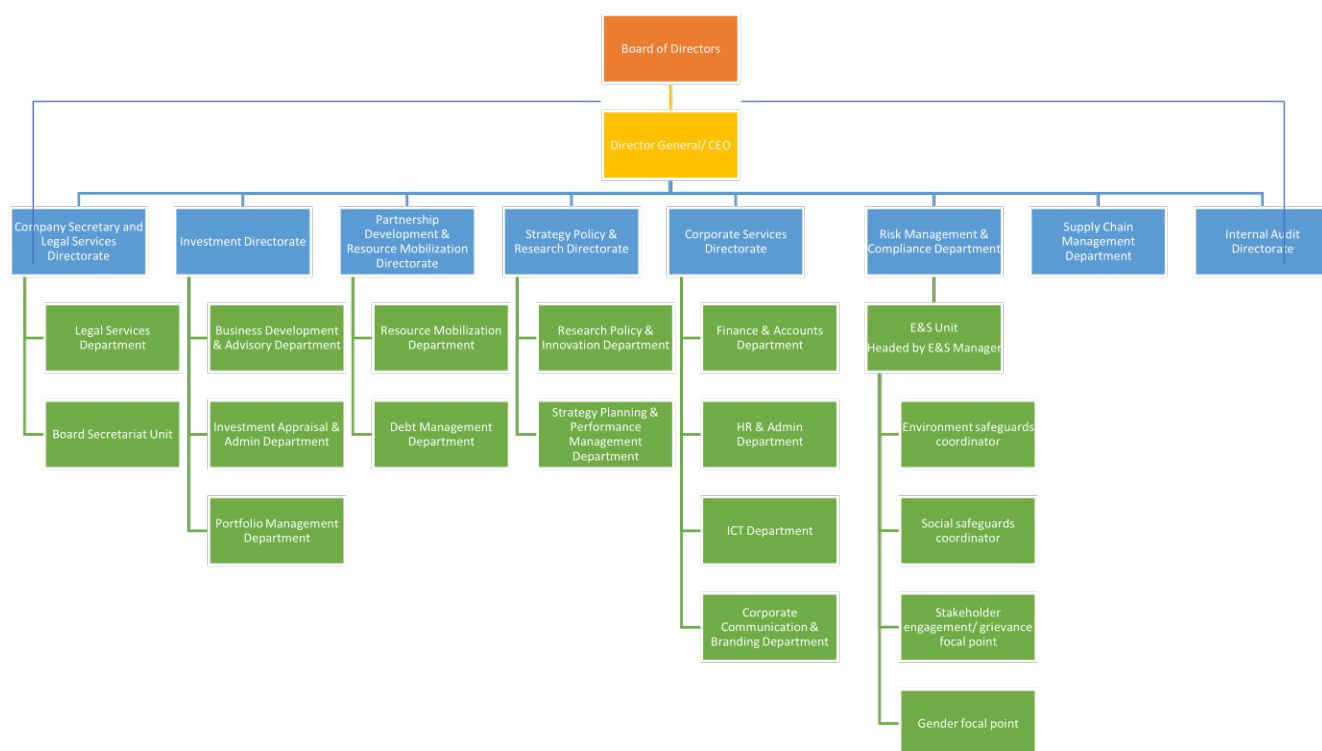 Board of Directors
Director General/ CEO
Company Secretary and
Legal Services
Directorate
Investment Directorate
Partnership
Development &
Resource Mobilization
Directorate
Strategy Policy &
Research Directorate
Corporate Services
Directorate
Risk Management &
Compliance Department
Supply Chain
Management
Department
Internal Audit
Directorate
Legal Services
Department
Board Secretariat Unit
Business Development
& Advisory Department
Investment Appraisal &
Admin Department
Portfolio Management
Department
Resource Mobilization
Department
Debt Management
Department
Research Policy &
Innovation Department
Strategy Planning &
Performance
Management
Department
Finance & Accounts
Department
HR & Admin
Department
ICT Department
Corporate
Communication &
Branding Department
E&S Unit
Headed by E&S Manager
Environment safeguards
coordinator
Social safeguards
coordinator
Stakeholder
engagement/ grievance
focal point
Gender focal point